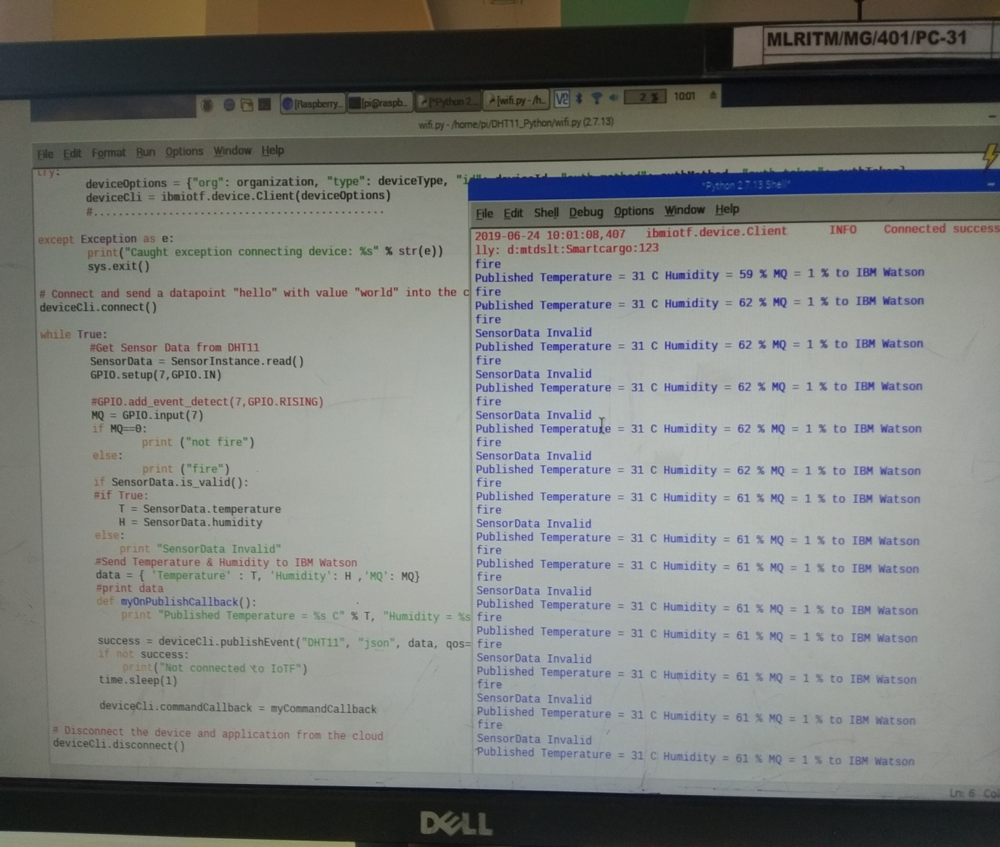 MLRITM/MG/401/PC-31
[Raspberry... [pi@raspb... [*Python 2... [wifi.py - /h... V2 2 % 10:01
wifi.py - /home/pi/DHT11_Python/wifi.py (2.7.13)
File Edit Format Run Options Window Help
try:
deviceOptions = {"org": organization, "type": deviceType, "id": deviceId, "auth-method": authMethod, "auth-token": authToken}
deviceCli = ibmiotf.device.Client(deviceOptions)
#..............................................
except Exception as e:
print("Caught exception connecting device: %s" % str(e))
sys.exit()
# Connect and send a datapoint "hello" with value "world" into the c
deviceCli.connect()
while True:
#Get Sensor Data from DHT11
SensorData = SensorInstance.read()
GPIO.setup(7,GPIO.IN)
#GPIO.add_event_detect(7,GPIO.RISING)
MQ = GPIO.input(7)
if MQ==0:
print ("not fire")
else:
print ("fire")
if SensorData.is_valid():
#if True:
T = SensorData.temperature
H = SensorData.humidity
else:
print "SensorData Invalid"
#Send Temperature & Humidity to IBM Watson
data = { 'Temperature' : T, 'Humidity': H ,'MQ': MQ}
#print data
def myOnPublishCallback():
print "Published Temperature = %s C" % T, "Humidity = %s
success = deviceCli.publishEvent("DHT11", "json", data, qos=
if not success:
print("Not connected to IoTF")
time.sleep(1)
deviceCli.commandCallback = myCommandCallback
# Disconnect the device and application from the cloud
deviceCli.disconnect()
*Python 2.7.13 Shell*
File Edit Shell Debug Options Window Help
2019-06-24 10:01:08,407 ibmiotf.device.Client INFO Connected success
lly: d:mtdslt:Smartcargo:123
fire
Published Temperature = 31 C Humidity = 59 % MQ = 1 % to IBM Watson
fire
Published Temperature = 31 C Humidity = 62 % MQ = 1 % to IBM Watson
fire
SensorData Invalid
Published Temperature = 31 C Humidity = 62 % MQ = 1 % to IBM Watson
fire
SensorData Invalid
Published Temperature = 31 C Humidity = 62 % MQ = 1 % to IBM Watson
fire
SensorData Invalid
Published Temperature = 31 C Humidity = 62 % MQ = 1 % to IBM Watson
fire
SensorData Invalid
Published Temperature = 31 C Humidity = 62 % MQ = 1 % to IBM Watson
fire
Published Temperature = 31 C Humidity = 61 % MQ = 1 % to IBM Watson
fire
SensorData Invalid
Published Temperature = 31 C Humidity = 61 % MQ = 1 % to IBM Watson
fire
Published Temperature = 31 C Humidity = 61 % MQ = 1 % to IBM Watson
fire
SensorData Invalid
Published Temperature = 31 C Humidity = 61 % MQ = 1 % to IBM Watson
fire
Published Temperature = 31 C Humidity = 61 % MQ = 1 % to IBM Watson
fire
SensorData Invalid
Published Temperature = 31 C Humidity = 61 % MQ = 1 % to IBM Watson
fire
SensorData Invalid
Published Temperature = 31 C Humidity = 61 % MQ = 1 % to IBM Watson
fire
SensorData Invalid
Published Temperature = 31 C Humidity = 61 % MQ = 1 % to IBM Watson
Ln: 6 Col
DELL